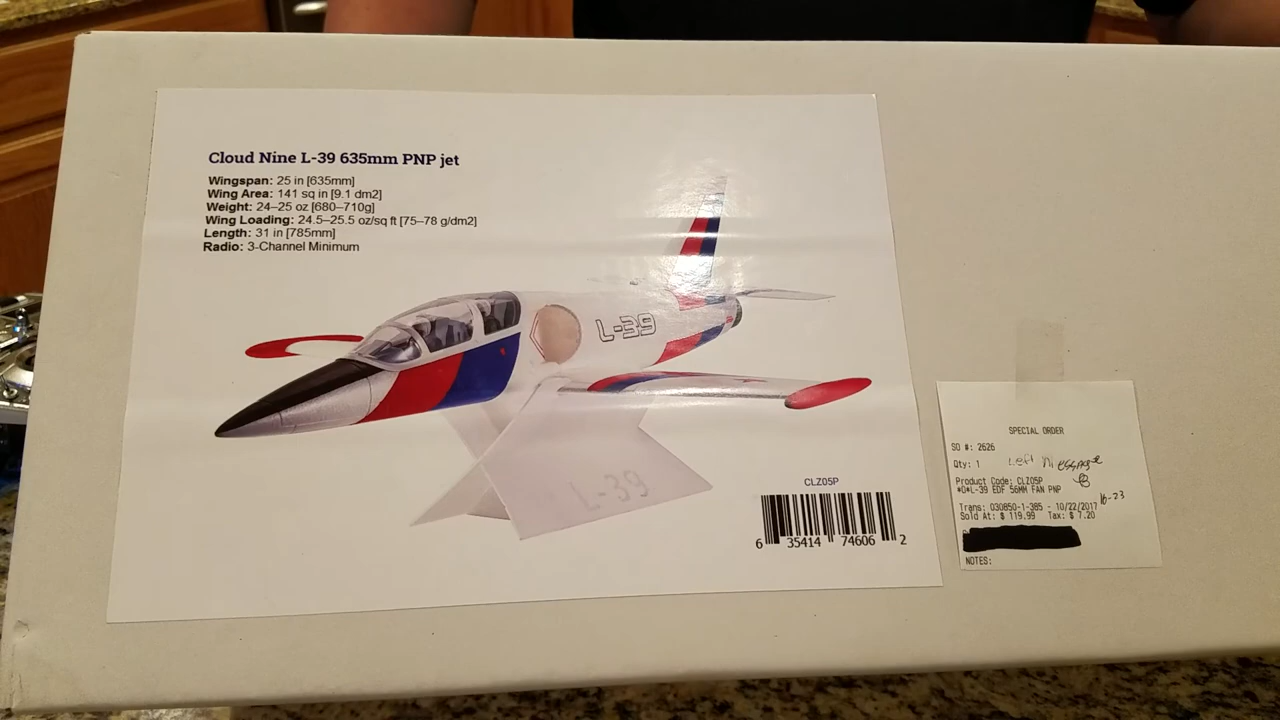 Cloud Nine L-39 635mm PNP jet
Wingspan: 25 in [635mm]
Wing Area: 141 sq in [9.1 dm2]
Weight: 24–25 oz [680–710g]
Wing Loading: 24.5–25.5 oz/sq ft [75–78 g/dm2]
Length: 31 in [785mm]
Radio: 3-Channel Minimum
L-39
L-39
CLZ05P
6 35414 74606 2
SPECIAL ORDER
SO #: 2626
Qty: 1 Left
message
Product Code: CLZ05P
*O*L-39 EDF 56MM FAN PNP
10-23
Trans: 030850-1-385 - 10/22/2017
Sold At: $ 119.99 Tax: $ 7.20
NOTES: